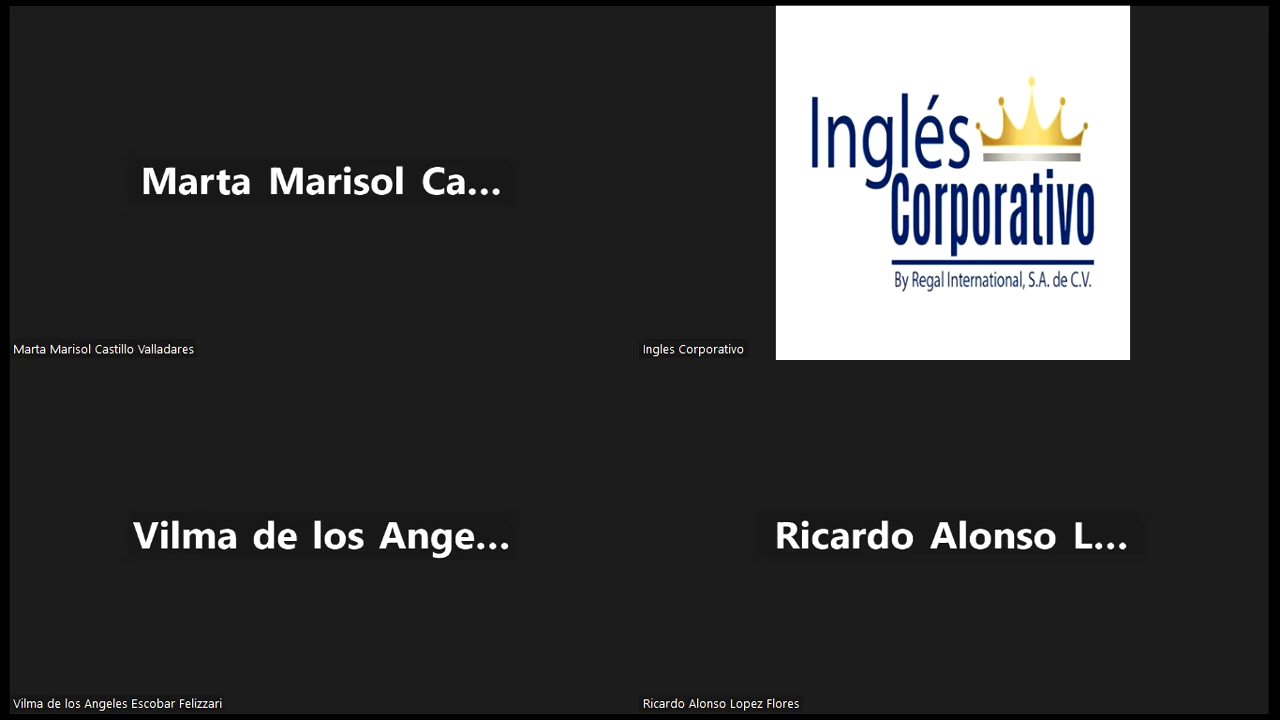 Marta Marisol Ca...
Marta Marisol Castillo Valladares
Inglés
Corporativo
By Regal International, S.A. de C.V.
Ingles Corporativo
Vilma de los Ange...
Vilma de los Angeles Escobar Felizzari
Ricardo Alonso L...
Ricardo Alonso Lopez Flores